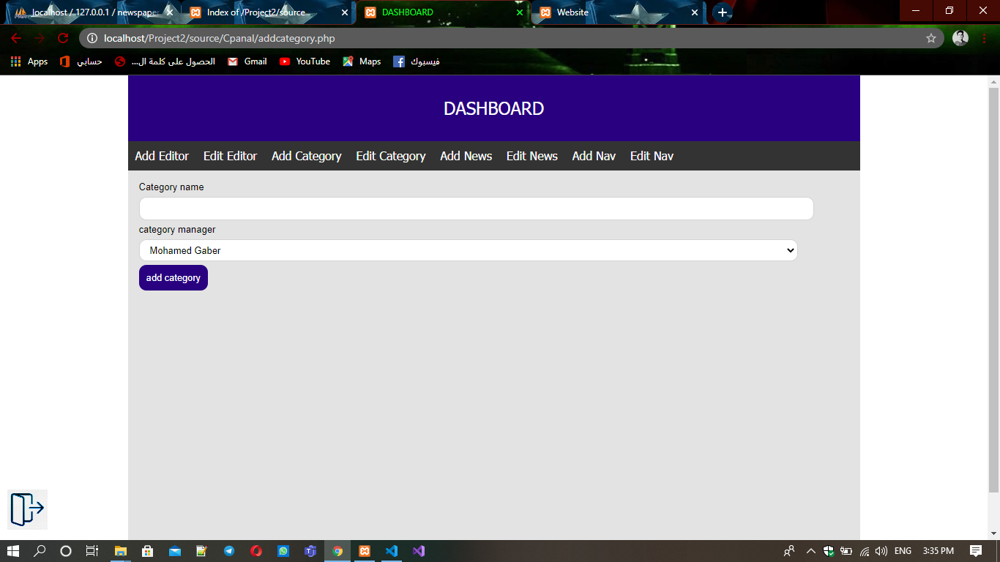 localhost / 127.0.0.1 / newspape
Index of /Project2/source
DASHBOARD
Website
localhost/Project2/source/Cpanal/addcategory.php
Apps
حسابي
الحصول على كلمة ال...
Gmail
YouTube
Maps
فيسبوك
DASHBOARD
Add Editor Edit Editor Add Category Edit Category Add News Edit News Add Nav Edit Nav
Category name
category manager
Mohamed Gaber
add category
ENG 3:35 PM